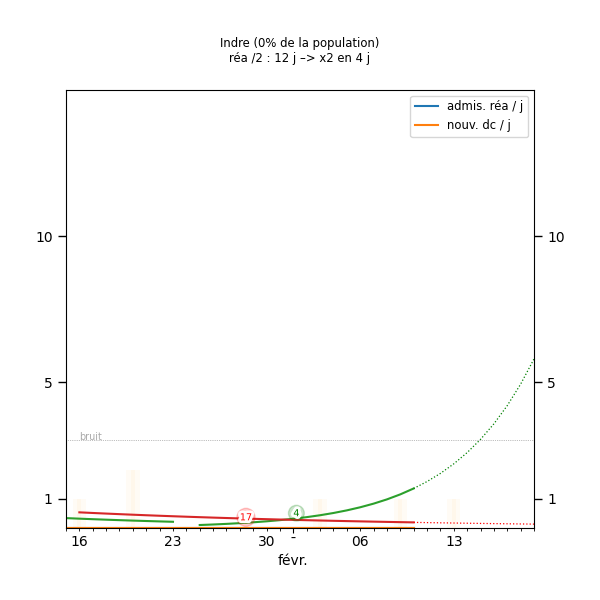 Indre (0% de la population)
réa /2 : 12 j –> x2 en 4 j
admis. réa / j
nouv. dc / j
10
10
5
5
bruit
1
1
17
4
16
23
30
-
06
13
févr.